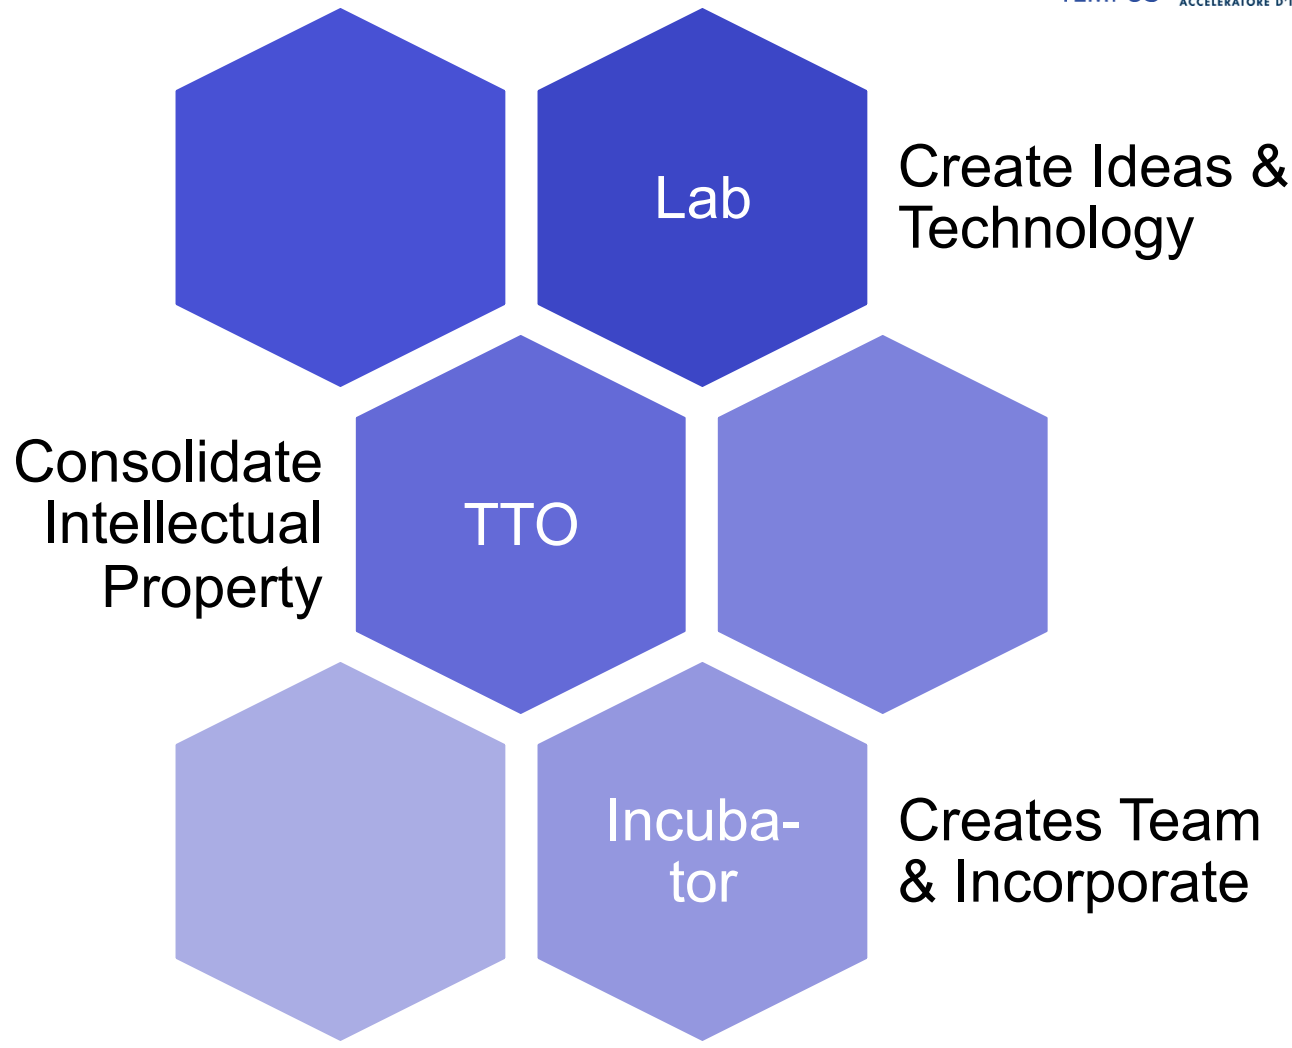 Lab
Create Ideas &
Technology
Consolidate
Intellectual
Property
TTO
Incuba-
tor
Creates Team
& Incorporate